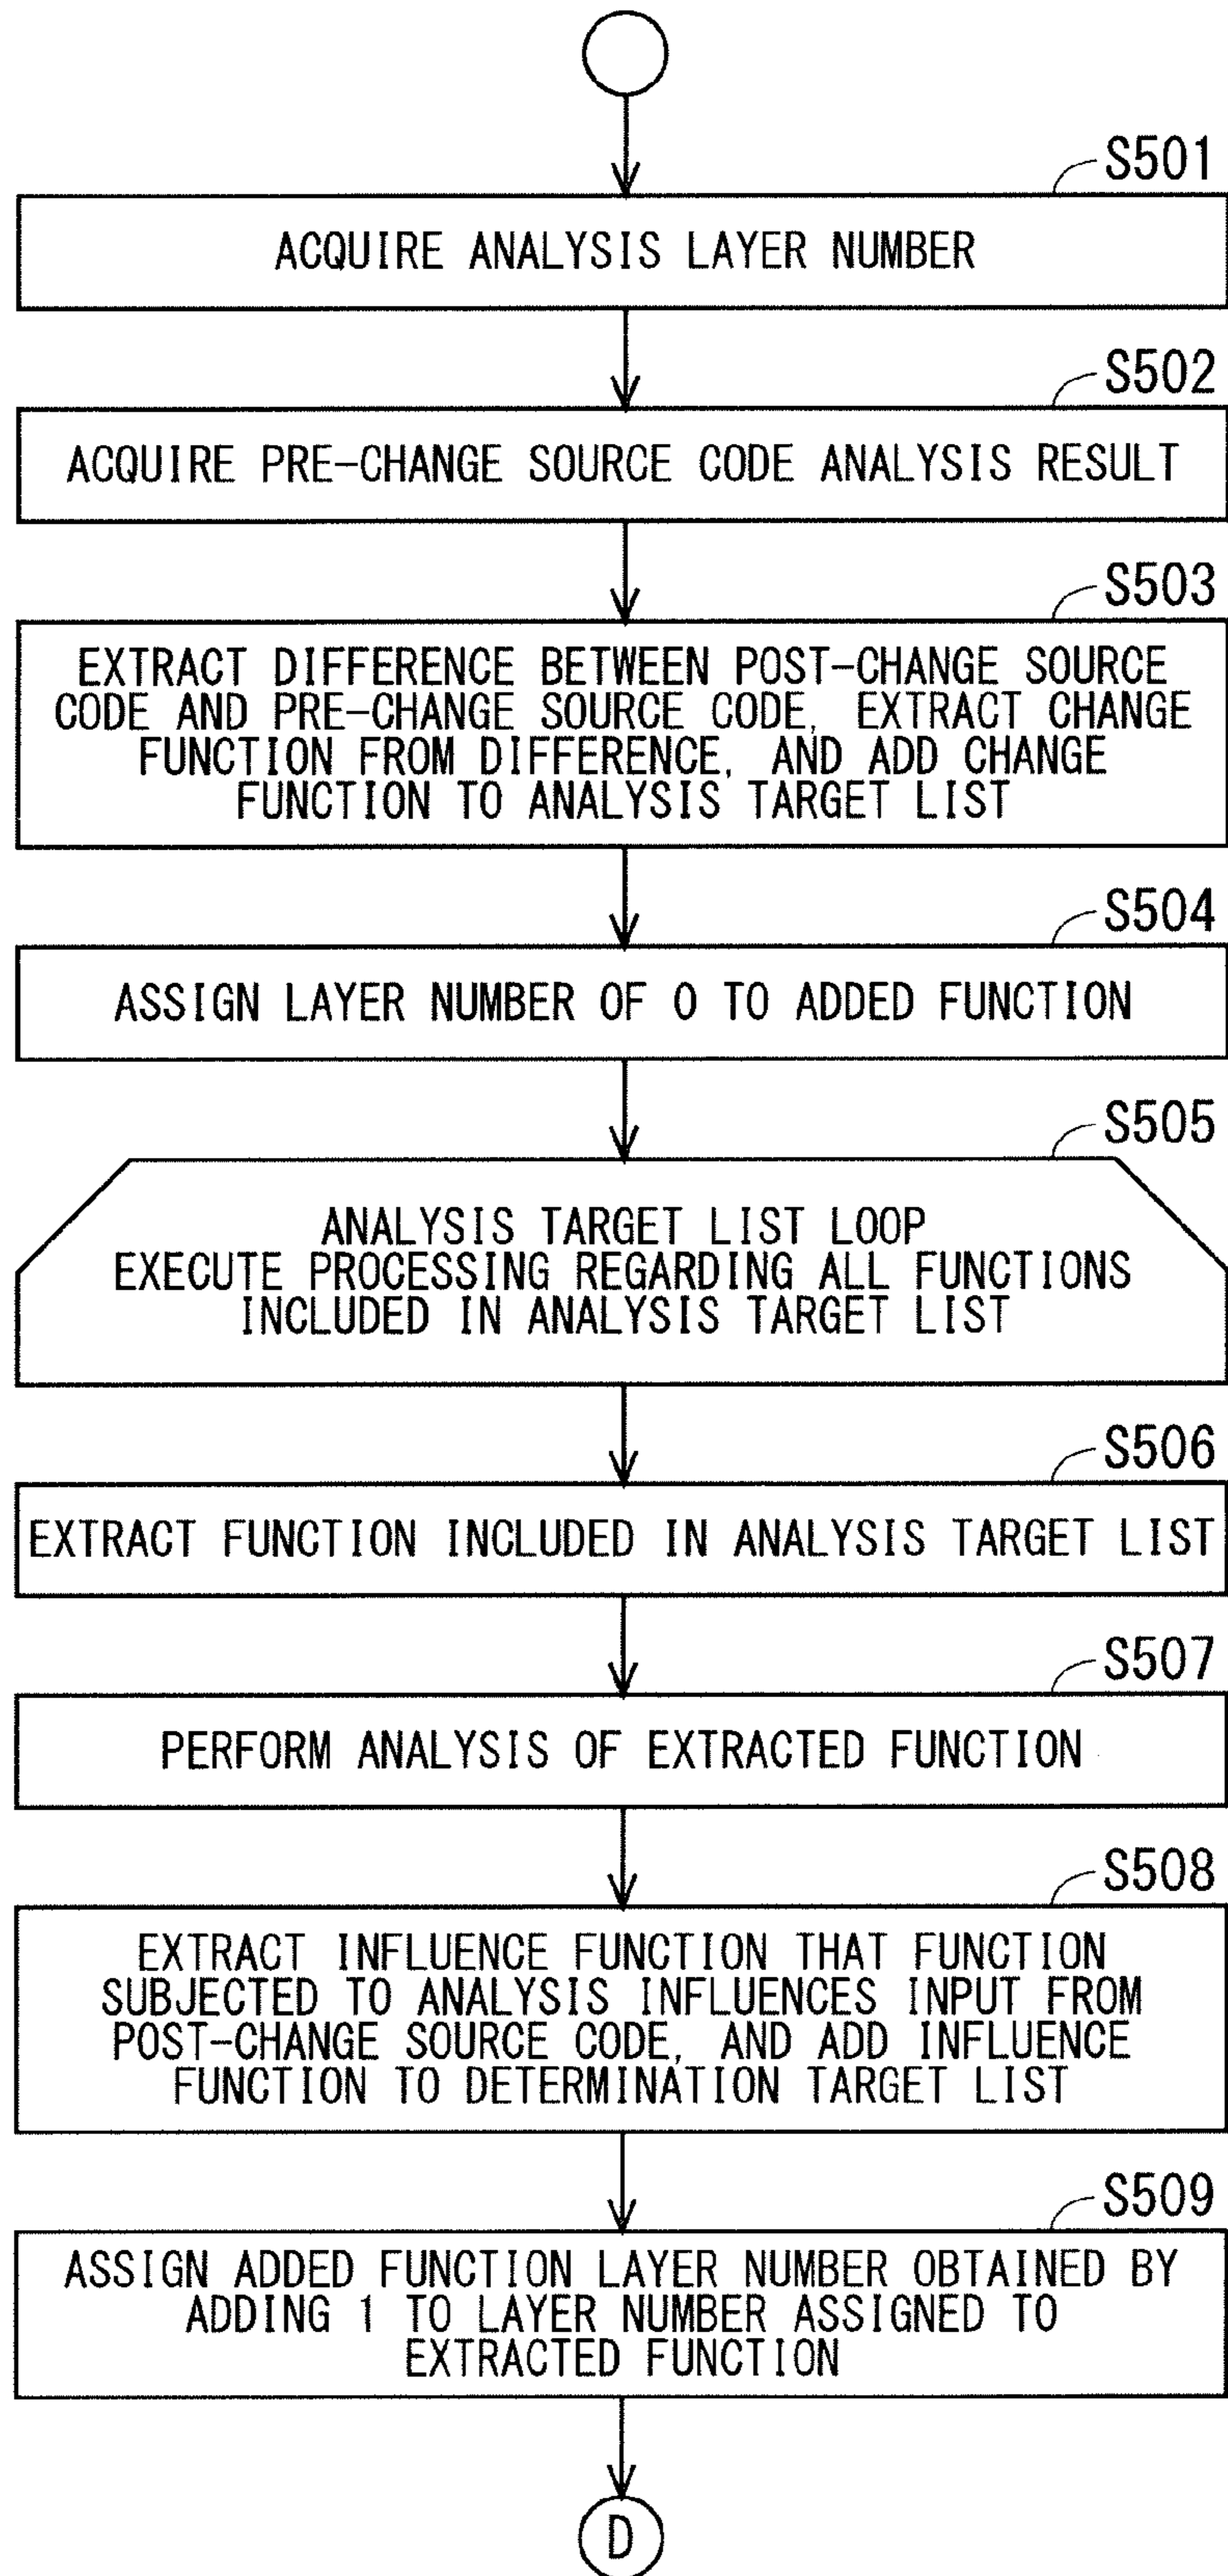 S501
ACQUIRE ANALYSIS LAYER NUMBER
S502
ACQUIRE PRE-CHANGE SOURCE CODE ANALYSIS RESULT
S503
EXTRACT DIFFERENCE BETWEEN POST-CHANGE SOURCE
CODE AND PRE-CHANGE SOURCE CODE, EXTRACT CHANGE
FUNCTION FROM DIFFERENCE, AND ADD CHANGE
FUNCTION TO ANALYSIS TARGET LIST
S504
ASSIGN LAYER NUMBER OF 0 TO ADDED FUNCTION
S505
ANALYSIS TARGET LIST LOOP
EXECUTE PROCESSING REGARDING ALL FUNCTIONS
INCLUDED IN ANALYSIS TARGET LIST
S506
EXTRACT FUNCTION INCLUDED IN ANALYSIS TARGET LIST
S507
PERFORM ANALYSIS OF EXTRACTED FUNCTION
S508
EXTRACT INFLUENCE FUNCTION THAT FUNCTION
SUBJECTED TO ANALYSIS INFLUENCES INPUT FROM
POST-CHANGE SOURCE CODE, AND ADD INFLUENCE
FUNCTION TO DETERMINATION TARGET LIST
S509
ASSIGN ADDED FUNCTION LAYER NUMBER OBTAINED BY
ADDING 1 TO LAYER NUMBER ASSIGNED TO
EXTRACTED FUNCTION
D